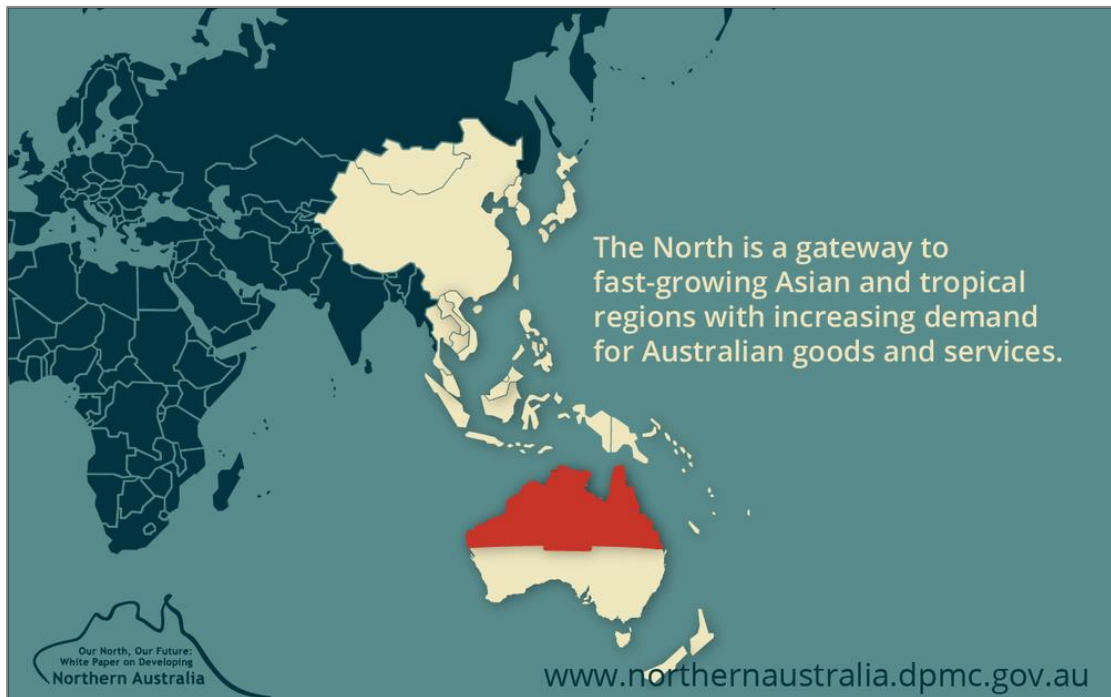 The North is a gateway to
fast-growing Asian and tropical
regions with increasing demand
for Australian goods and services.
Our North, Our Future:
White Paper on Developing
Northern Australia
www.northernaustralia.dpmc.gov.au